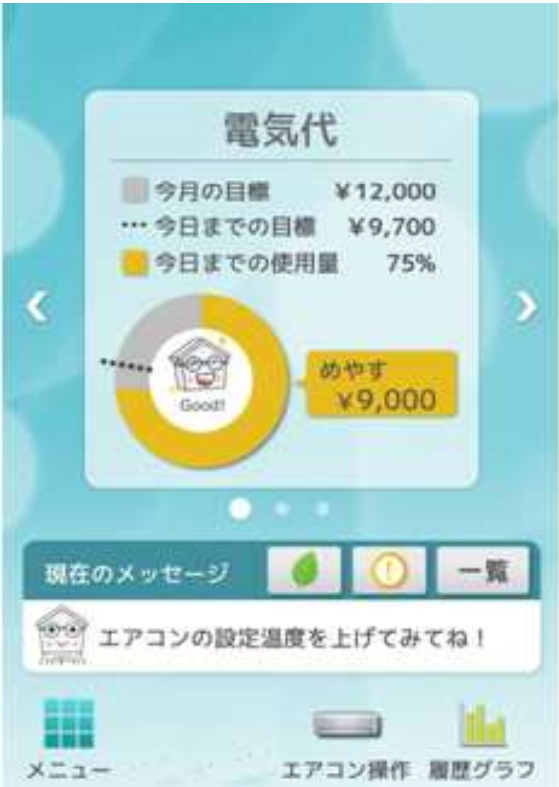 電気代
今月の目標 ¥12,000
今日までの目標 ¥9,700
今日までの使用量 75%
Good!
めやす
¥9,000
現在のメッセージ
一覧
エアコンの設定温度を上げてみてね!
メニュー
エアコン操作
履歴グラフ